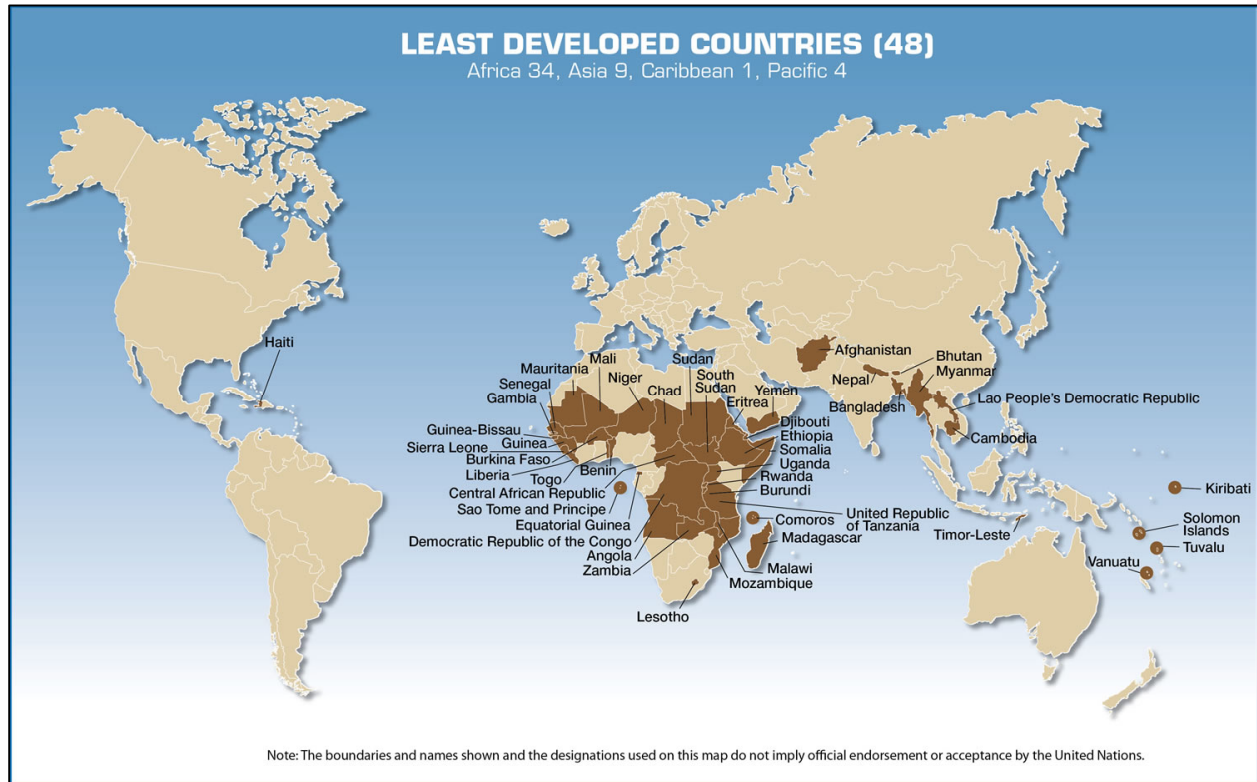 LEAST DEVELOPED COUNTRIES (48)
Africa 34, Asia 9, Caribbean 1, Pacific 4
Haiti
Mali
Mauritania
Senegal
Gambia
Niger
Chad
Sudan
South
Sudan
Eritrea
Yemen
Guinea-Bissau
Guinea
Sierra Leone
Burkina Faso
Liberia
Togo
Benin
Central African Republic
Sao Tome and Principe
Equatorial Guinea
Democratic Republic of the Congo
Angola
Zambia
Lesotho
Djibouti
Ethiopia
Somalia
Uganda
Rwanda
Burundi
United Republic
of Tanzania
Comoros
Madagascar
Malawi
Mozambique
Afghanistan
Nepal
Bhutan
Myanmar
Bangladesh
Lao People's Democratic Republic
Cambodia
Timor-Leste
Kiribati
Solomon
Islands
Tuvalu
Vanuatu
Note: The boundaries and names shown and the designations used on this map do not imply official endorsement or acceptance by the United Nations.